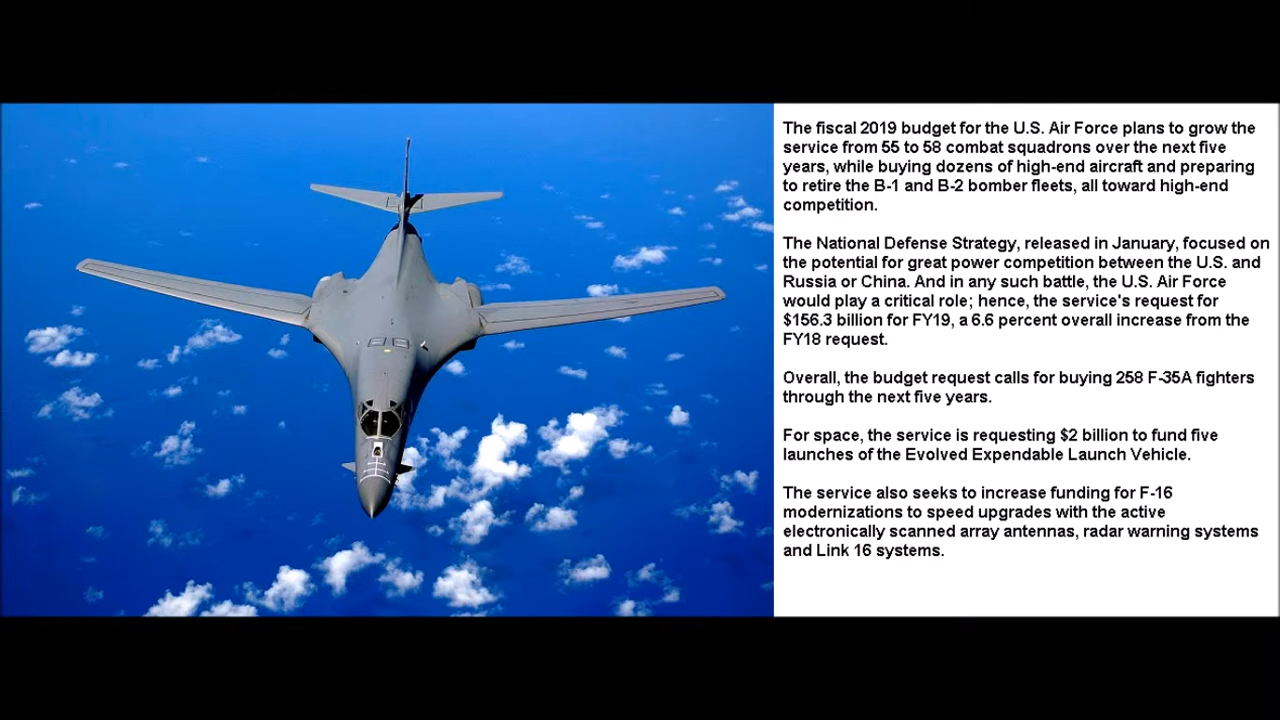 The fiscal 2019 budget for the U.S. Air Force plans to grow the
service from 55 to 58 combat squadrons over the next five
years, while buying dozens of high-end aircraft and preparing
to retire the B-1 and B-2 bomber fleets, all toward high-end
competition.
The National Defense Strategy, released in January, focused on
the potential for great power competition between the U.S. and
Russia or China. And in any such battle, the U.S. Air Force
would play a critical role; hence, the service's request for
$156.3 billion for FY19, a 6.6 percent overall increase from the
FY18 request.
Overall, the budget request calls for buying 258 F-35A fighters
through the next five years.
For space, the service is requesting $2 billion to fund five
launches of the Evolved Expendable Launch Vehicle.
The service also seeks to increase funding for F-16
modernizations to speed upgrades with the active
electronically scanned array antennas, radar warning systems
and Link 16 systems.